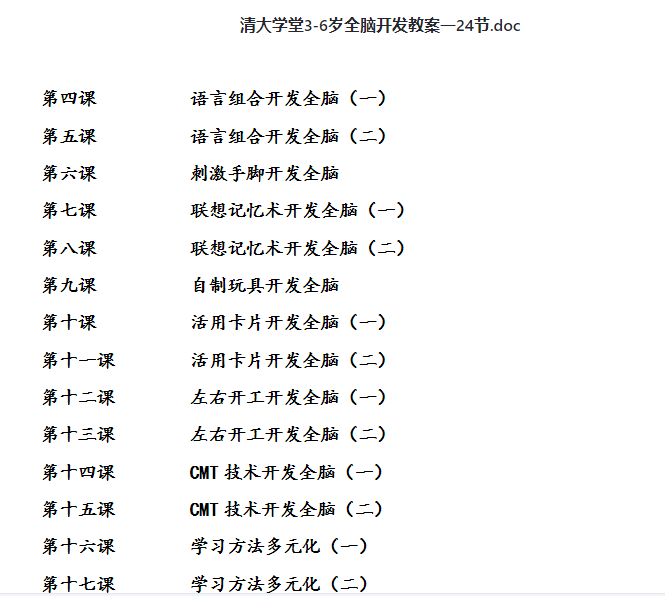 清大学堂3-6岁全脑开发教案—24节.doc
第四课 语言组合开发全脑（一）
第五课 语言组合开发全脑（二）
第六课 刺激手脚开发全脑
第七课 联想记忆术开发全脑（一）
第八课 联想记忆术开发全脑（二）
第九课 自制玩具开发全脑
第十课 活用卡片开发全脑（一）
第十一课 活用卡片开发全脑（二）
第十二课 左右开工开发全脑（一）
第十三课 左右开工开发全脑（二）
第十四课 CMT 技术开发全脑（一）
第十五课 CMT 技术开发全脑（二）
第十六课 学习方法多元化（一）
第十七课 学习方法多元化（二）